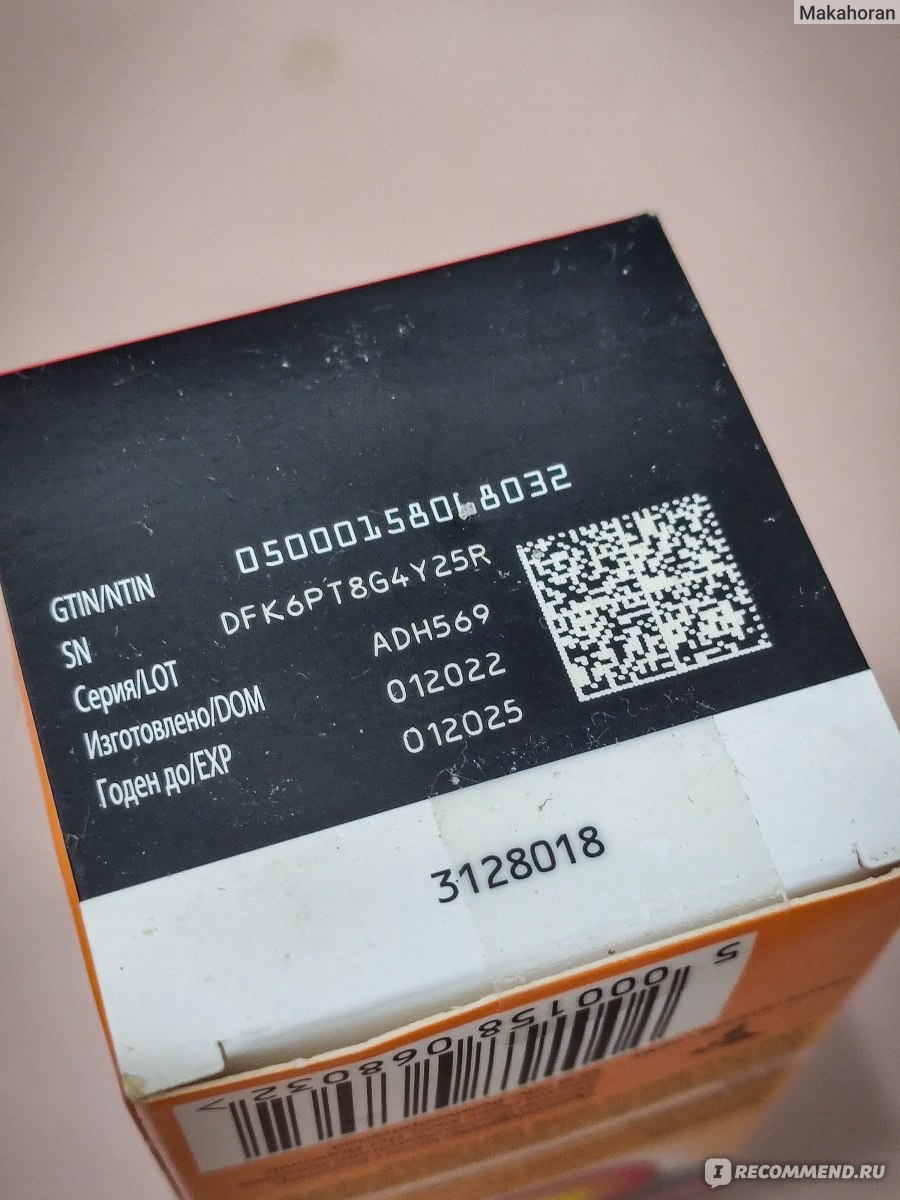 Makahoran
GTIN/NTIN 05000158068032
SN DFK6PT8G4Y25R
Серия/LOT ADH569
Изготовлено/DOM 012022
Годен до/EXP 012025
3128018
5 000158 068032 >
IRECOMMEND.RU